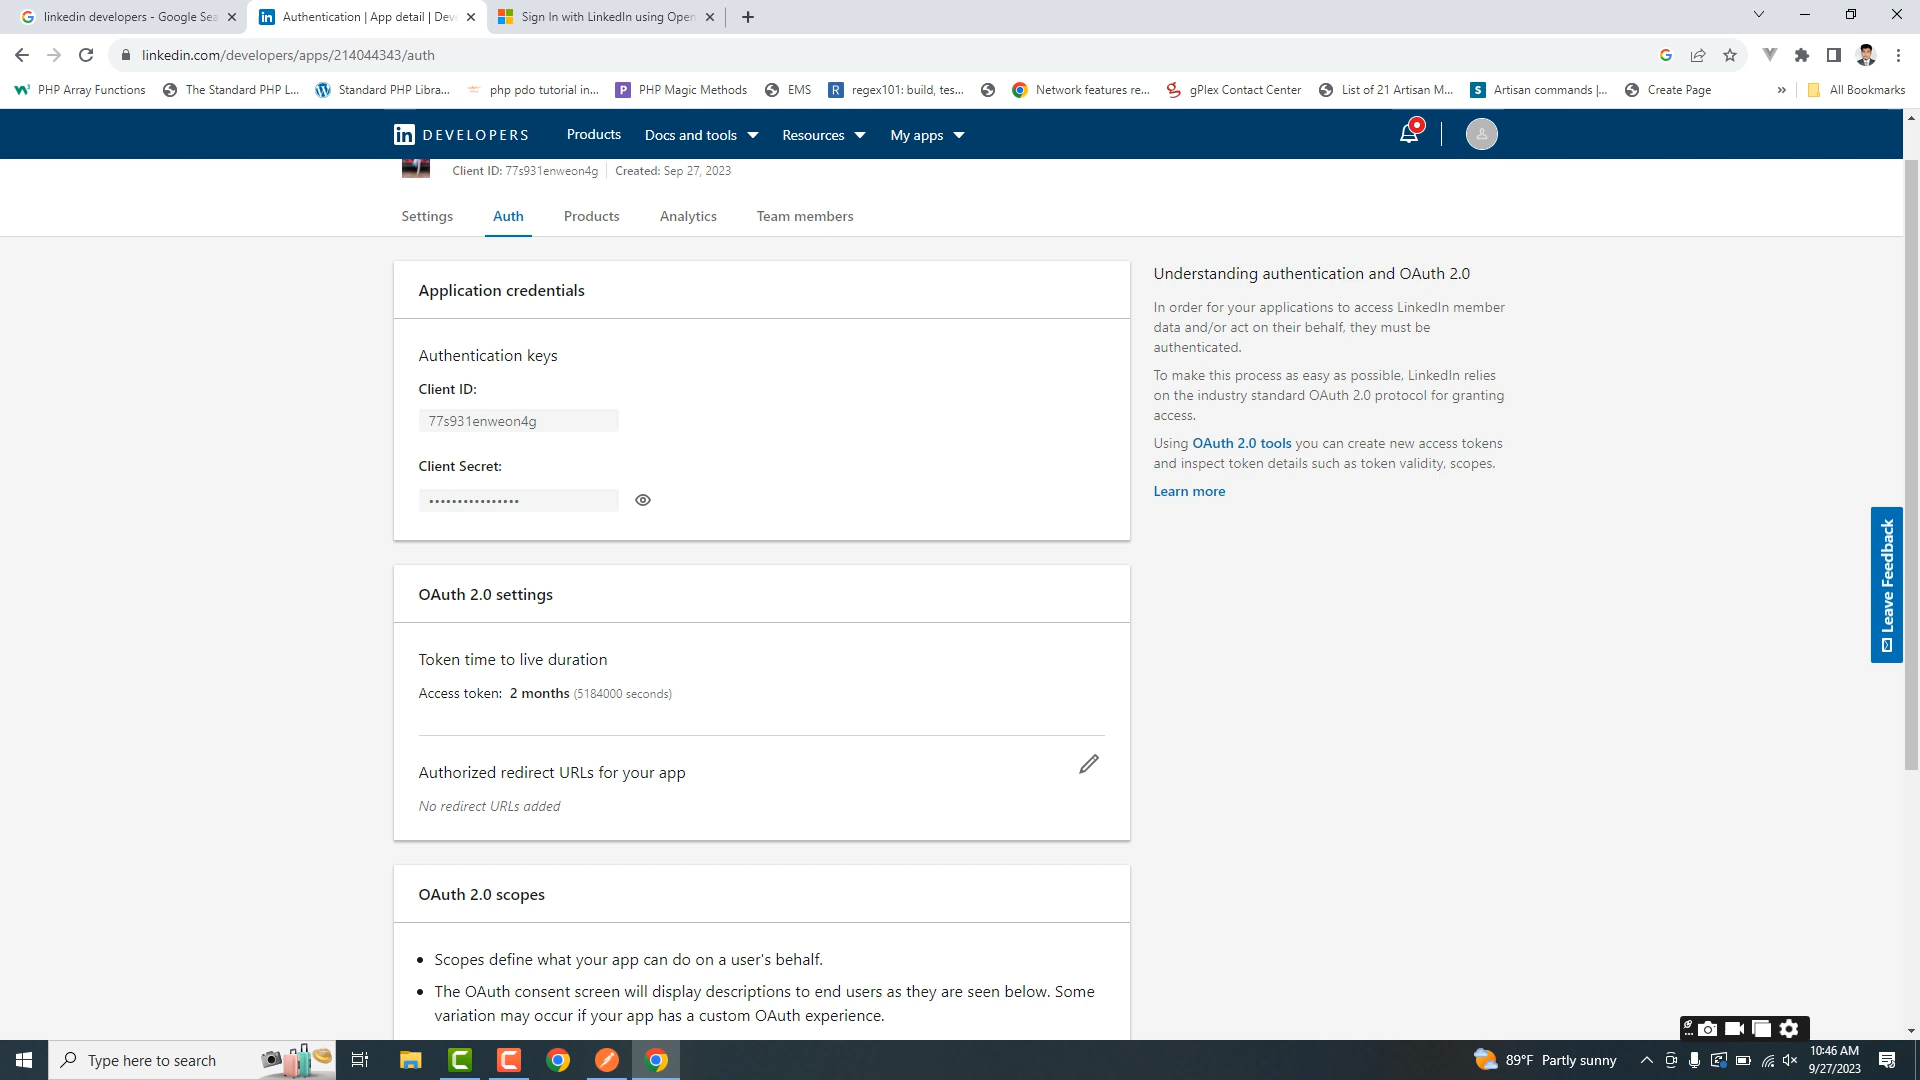 linkedin developers - Google Sea
Authentication | App detail | Deve
Sign In with LinkedIn using Open
linkedin.com/developers/apps/214044343/auth
PHP Array Functions
The Standard PHP L...
Standard PHP Libra...
php pdo tutorial in...
PHP Magic Methods
EMS
regex101: build, tes...
Network features re...
gPlex Contact Center
List of 21 Artisan M...
Artisan commands |...
Create Page
»
All Bookmarks
in DEVELOPERS
Products
Docs and tools
Resources
My apps
Client ID: 77s931enweon4g
Created: Sep 27, 2023
Settings
Auth
Products
Analytics
Team members
Application credentials
Authentication keys
Client ID:
77s931enweon4g
Client Secret:
••••••••••••••••
Understanding authentication and OAuth 2.0
In order for your applications to access LinkedIn member
data and/or act on their behalf, they must be
authenticated.
To make this process as easy as possible, LinkedIn relies
on the industry standard OAuth 2.0 protocol for granting
access.
Using OAuth 2.0 tools you can create new access tokens
and inspect token details such as token validity, scopes.
Learn more
Leave Feedback
OAuth 2.0 settings
Token time to live duration
Access token: 2 months (5184000 seconds)
Authorized redirect URLs for your app
No redirect URLs added
OAuth 2.0 scopes
• Scopes define what your app can do on a user's behalf.
• The OAuth consent screen will display descriptions to end users as they are seen below. Some
variation may occur if your app has a custom OAuth experience.
Type here to search
89°F Partly sunny
10:46 AM
9/27/2023